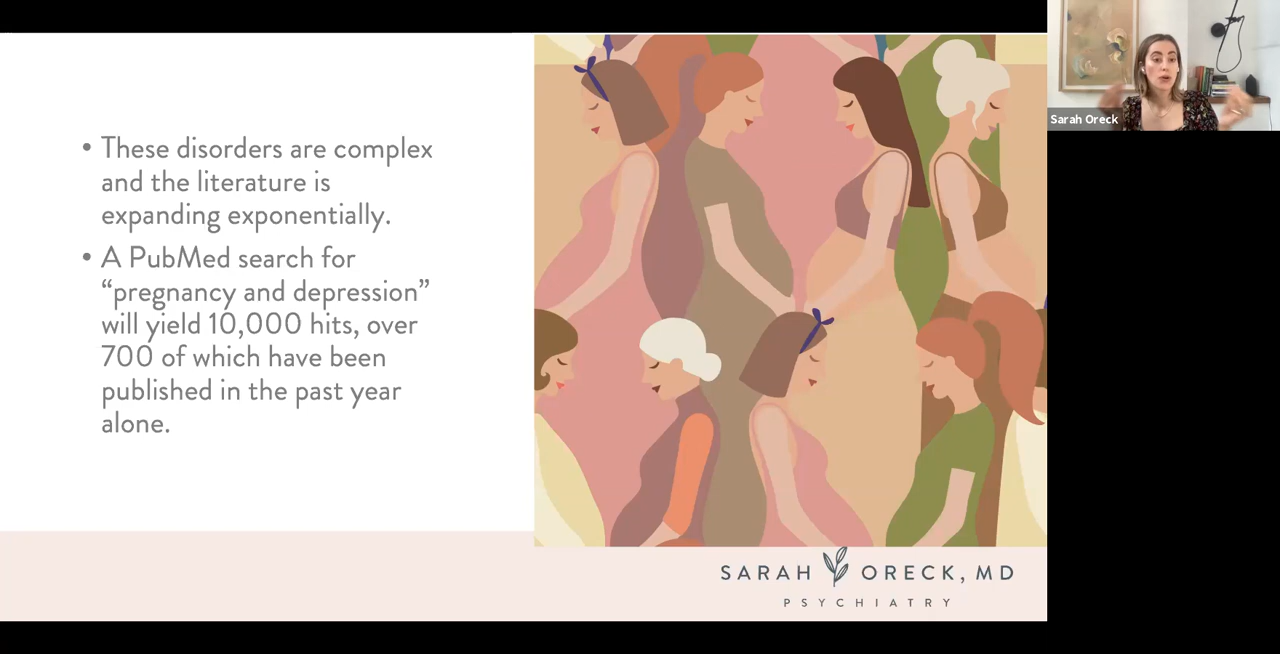 • These disorders are complex
and the literature is
expanding exponentially.
• A PubMed search for
“pregnancy and depression”
will yield 10,000 hits, over
700 of which have been
published in the past year
alone.
SARAH ORECK, MD
PSYCHIATRY
Sarah Oreck